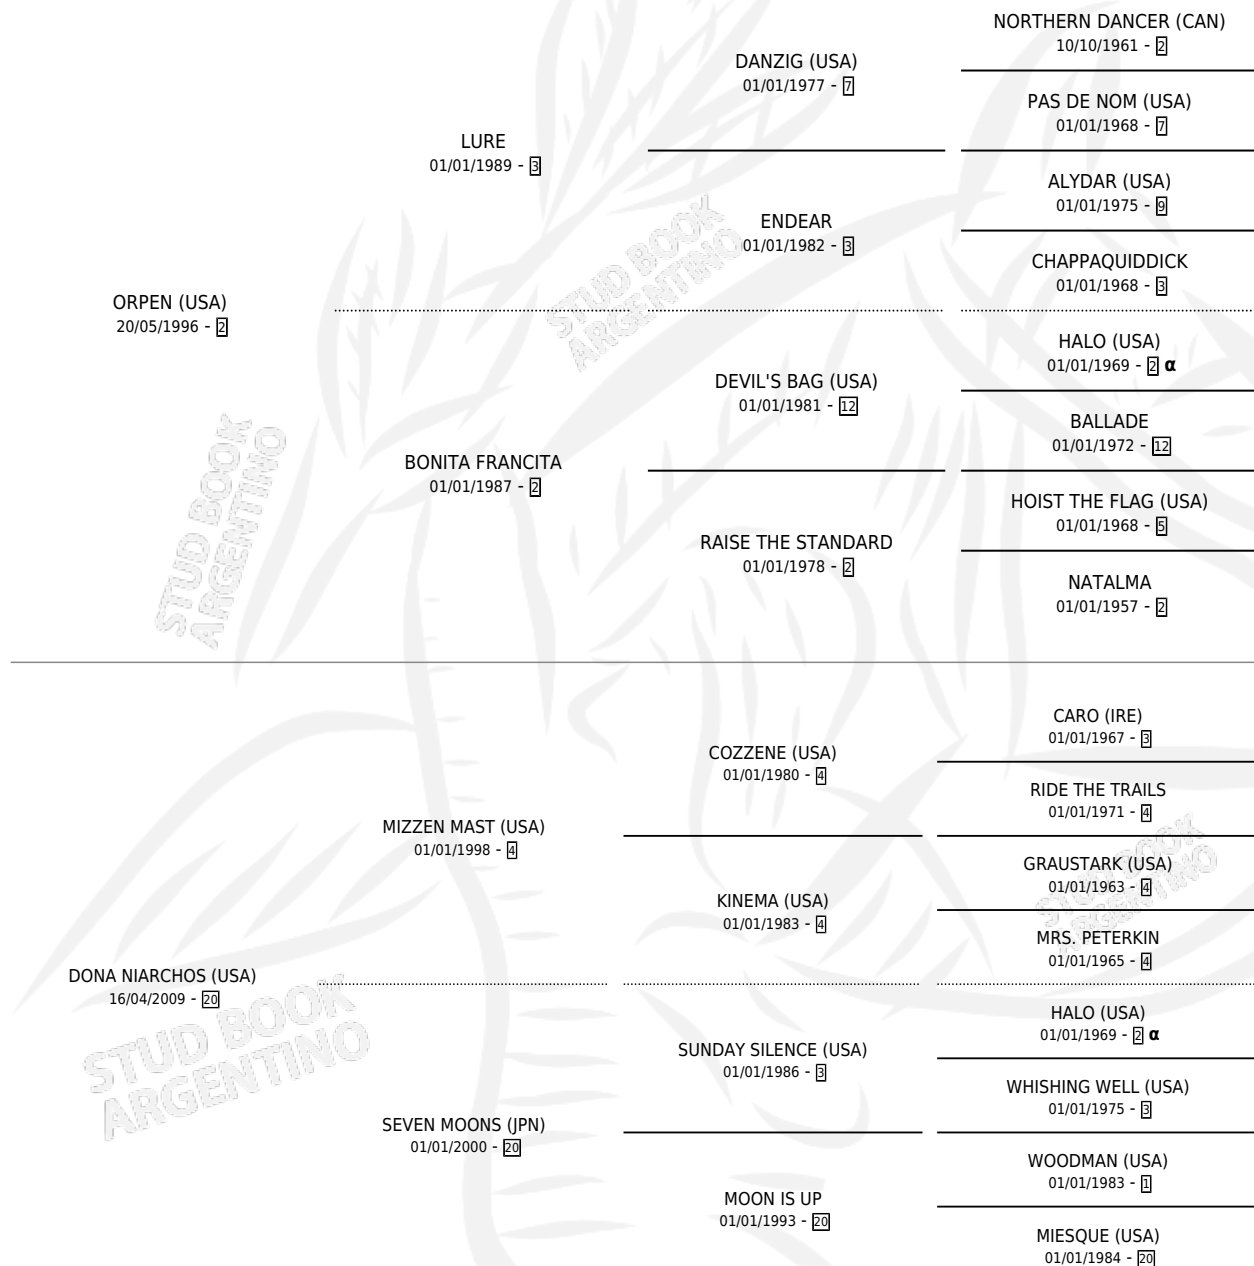 NORTHERN DANCER (CAN)
10/10/1961 - 2
DANZIG (USA)
01/01/1977 - 7
PAS DE NOM (USA)
01/01/1968 - 7
LURE
01/01/1989 - 3
ALYDAR (USA)
01/01/1975 - 9
ENDEAR
01/01/1982 - 3
CHAPPAQUIDDICK
01/01/1968 - 3
ORPEN (USA)
20/05/1996 - 2
HALO (USA)
01/01/1969 - 2 α
DEVIL'S BAG (USA)
01/01/1981 - 12
BALLADE
01/01/1972 - 12
BONITA FRANCITA
01/01/1987 - 2
HOIST THE FLAG (USA)
01/01/1968 - 5
RAISE THE STANDARD
01/01/1978 - 2
NATALMA
01/01/1957 - 2
CARO (IRE)
01/01/1967 - 3
COZZENE (USA)
01/01/1980 - 4
RIDE THE TRAILS
01/01/1971 - 4
MIZZEN MAST (USA)
01/01/1998 - 4
GRAUSTARK (USA)
01/01/1963 - 4
KINEMA (USA)
01/01/1983 - 4
MRS. PETERKIN
01/01/1965 - 4
DONA NIARCHOS (USA)
16/04/2009 - 20
HALO (USA)
01/01/1969 - 2 α
SUNDAY SILENCE (USA)
01/01/1986 - 3
WHISHING WELL (USA)
01/01/1975 - 3
SEVEN MOONS (JPN)
01/01/2000 - 20
WOODMAN (USA)
01/01/1983 - 1
MOON IS UP
01/01/1993 - 20
MIESQUE (USA)
01/01/1984 - 20
STUD BOOK
ARGENTINO
STUD BOOK
ARGENTINO
STUD BOOK
ARGENTINO
STUD BOOK
ARGENTINO